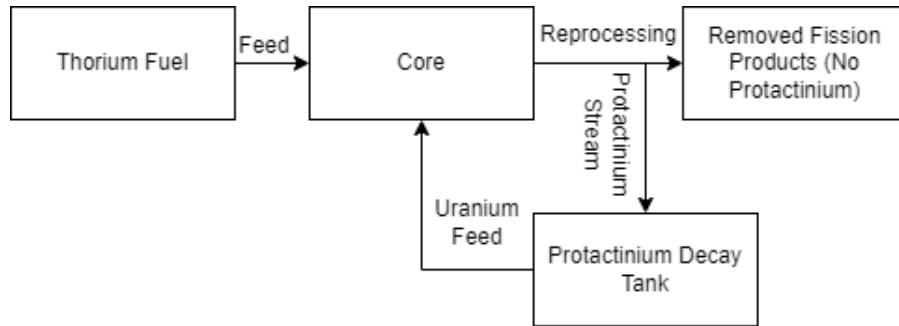 Thorium Fuel
Feed
Core
Reprocessing
Removed Fission
Products (No
Protactinium)
Protactinium
Stream
Uranium
Feed
Protactinium Decay
Tank